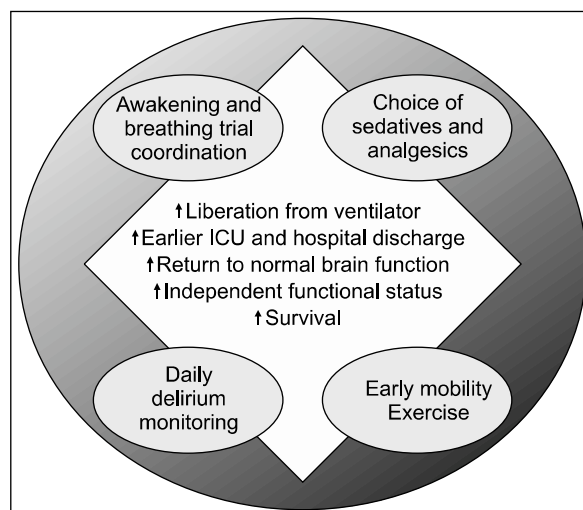 Awakening and
breathing trial
coordination
Choice of
sedatives and
analgesics
↑Liberation from ventilator
↑Earlier ICU and hospital discharge
↑Return to normal brain function
↑Independent functional status
↑Survival
Daily
delirium
monitoring
Early mobility
Exercise